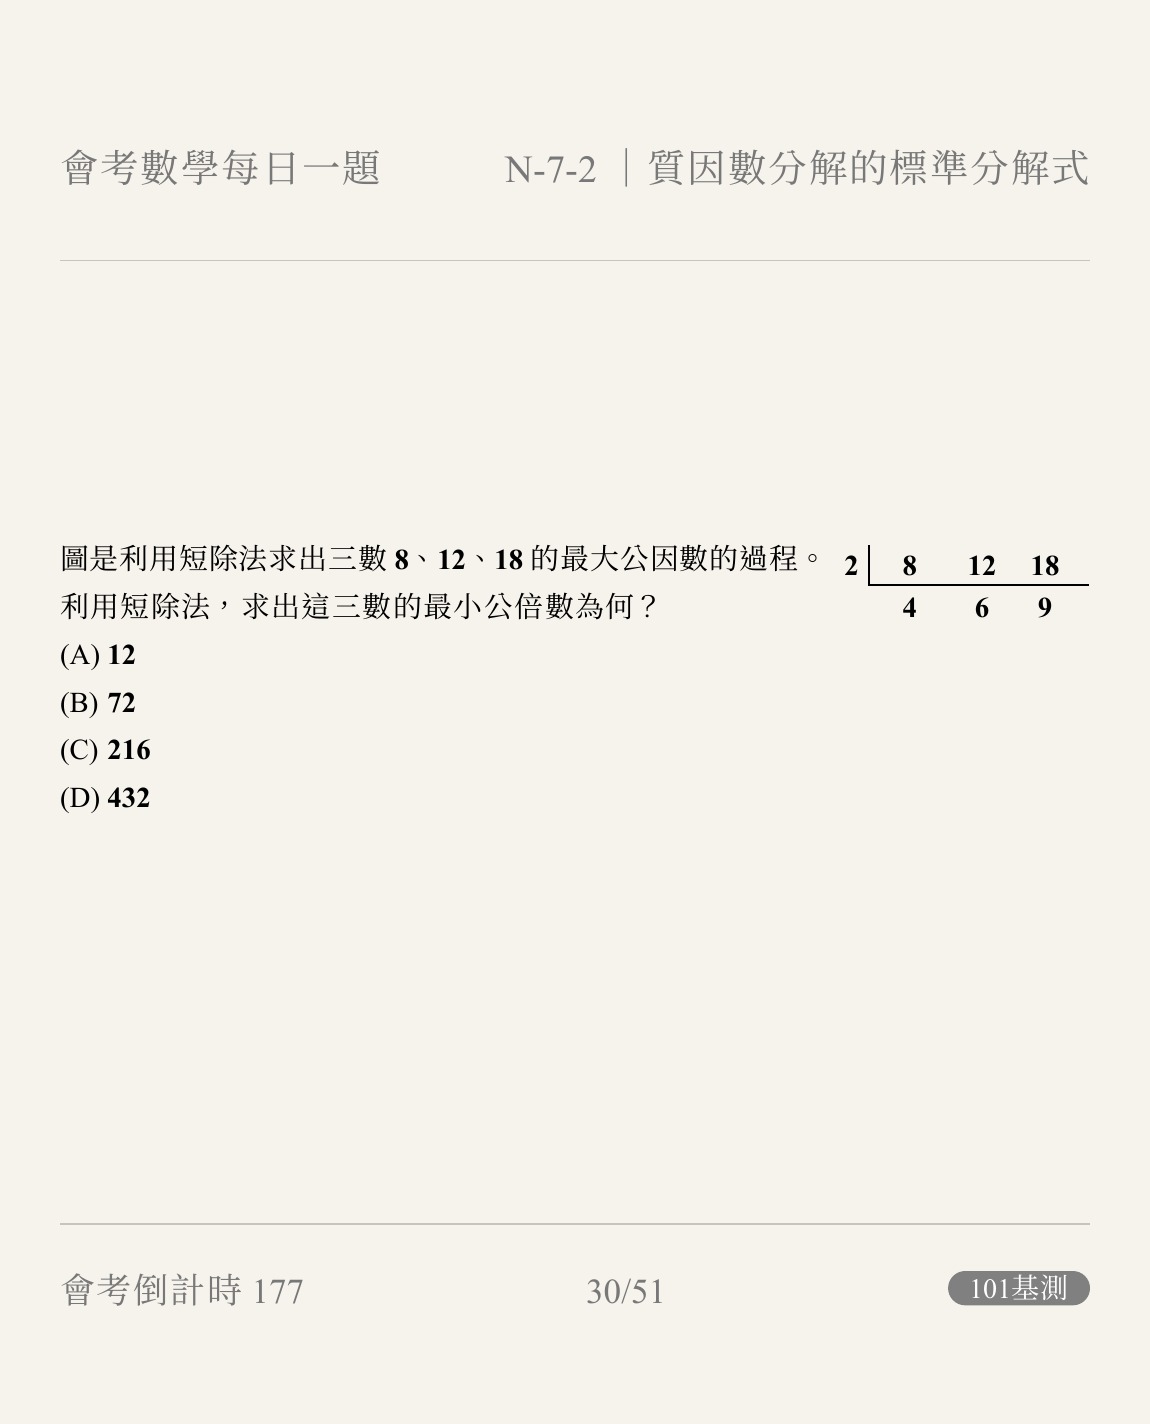 會考數學每日一題
N-7-2 ｜質因數分解的標準分解式
圖是利用短除法求出三數 8、12、18 的最大公因數的過程。
利用短除法，求出這三數的最小公倍數為何？
2 8 12 18
4 6 9
(A) 12
(B) 72
(C) 216
(D) 432
會考倒計時 177
30/51
101基測